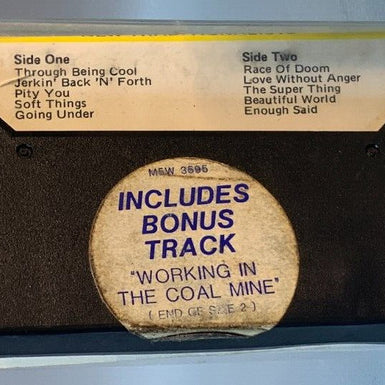 Side One
Through Being Cool
Jerkin' Back 'N' Forth
Pity You
Soft Things
Going Under
Side Two
Race Of Doom
Love Without Anger
The Super Thing
Beautiful World
Enough Said
MSW 3595
INCLUDES
BONUS
TRACK
"WORKING IN
THE COAL MINE"
( END OF SIDE 2 )